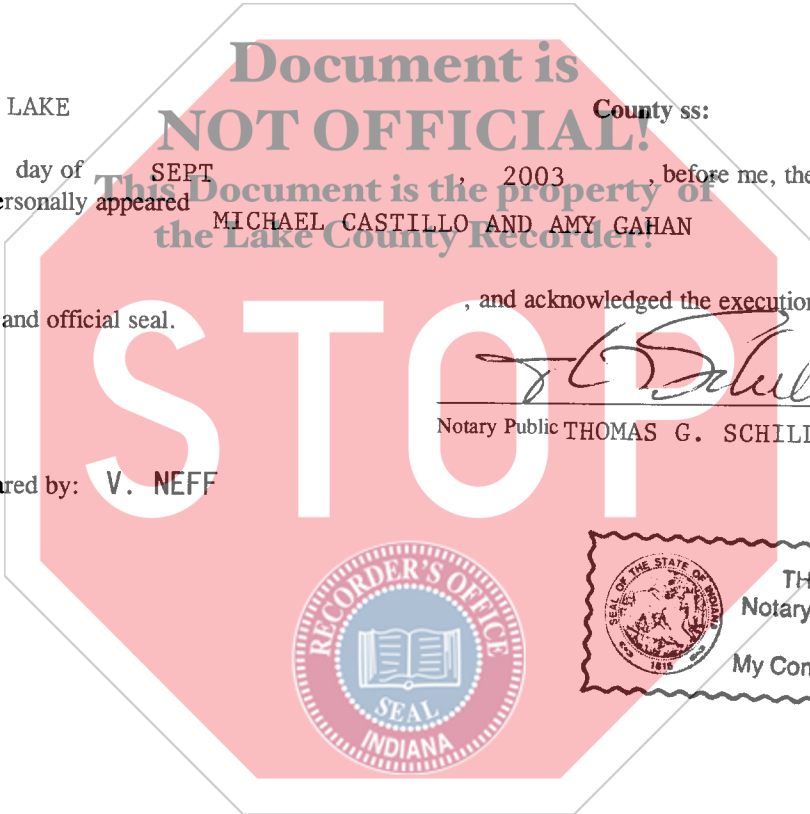 Document is
LAKE County ss:
NOT OFFICIAL!
day of SEPT , 2003 , before me, the
This Document is the property of
ersonally appeared
MICHAEL CASTILLO AND AMY GAHAN
the Lake County Recorder!
, and acknowledged the execution
and official seal.
STOP
Notary Public THOMAS G. SCHILL
ared by: V. NEFF
RECORDER'S OFFICE
SEAL
INDIANA
SEAL OF THE STATE OF INDIANA
1816
TH
Notary
My Com